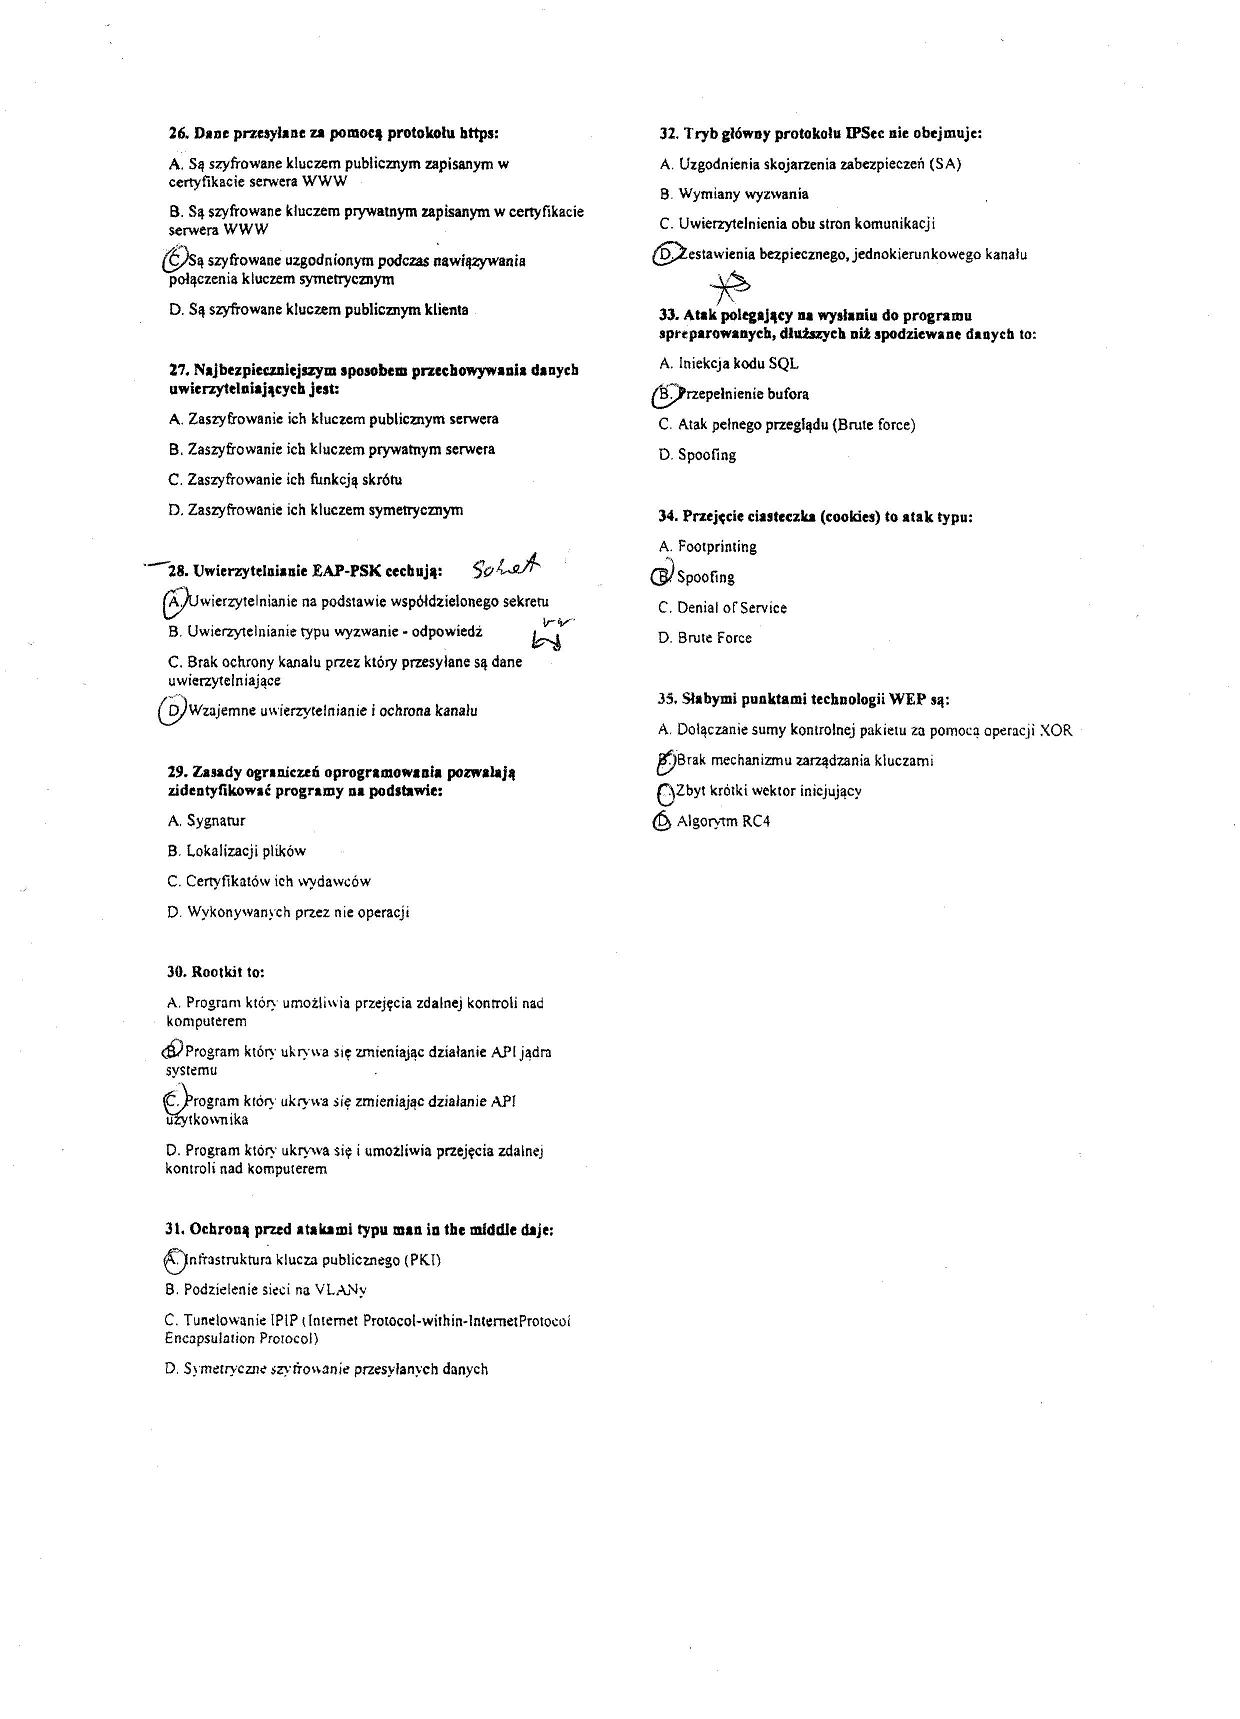 26. Dane przesyłane za pomocą protokołu https:
A. Są szyfrowane kluczem publicznym zapisanym w
certyfikacie serwera WWW
B. Są szyfrowane kluczem prywatnym zapisanym w certyfikacie
serwera WWW
C. Są szyfrowane uzgodnionym podczas nawiązywania
połączenia kluczem symetrycznym
D. Są szyfrowane kluczem publicznym klienta
27. Najbezpieczniejszym sposobem przechowywania danych
uwierzytelniających jest:
A. Zaszyfrowanie ich kluczem publicznym serwera
B. Zaszyfrowanie ich kluczem prywatnym serwera
C. Zaszyfrowanie ich funkcją skrótu
D. Zaszyfrowanie ich kluczem symetrycznym
28. Uwierzytelnianie EAP-PSK cechują:
A. Uwierzytelnianie na podstawie współdzielonego sekretu
B. Uwierzytelnianie typu wyzwanie - odpowiedź
C. Brak ochrony kanału przez który przesyłane są dane
uwierzytelniające
D. Wzajemne uwierzytelnianie i ochrona kanału
29. Zasady ograniczeń oprogramowania pozwalają
zidentyfikować programy na podstawie:
A. Sygnatur
B. Lokalizacji plików
C. Certyfikatów ich wydawców
D. Wykonywanych przez nie operacji
30. Rootkit to:
A. Program który umożliwia przejęcia zdalnej kontroli nad
komputerem
B. Program który ukrywa się zmieniając działanie API jądra
systemu
C. Program który ukrywa się zmieniając działanie API
użytkownika
D. Program który ukrywa się i umożliwia przejęcia zdalnej
kontroli nad komputerem
31. Ochroną przed atakami typu man in the middle daje:
A. Infrastruktura klucza publicznego (PKI)
B. Podzielenie sieci na VLANy
C. Tunelowanie IPIP (Internet Protocol-within-InternetProtocol
Encapsulation Protocol)
D. Symetryczne szyfrowanie przesyłanych danych
32. Tryb główny protokołu IPSec nie obejmuje:
A. Uzgodnienia skojarzenia zabezpieczeń (SA)
B. Wymiany wyzwania
C. Uwierzytelnienia obu stron komunikacji
D. Zestawienia bezpiecznego, jednokierunkowego kanału
33. Atak polegający na wysłaniu do programu
spreparowanych, dłuższych niż spodziewane danych to:
A. Iniekcja kodu SQL
B. Przepełnienie bufora
C. Atak pełnego przeglądu (Brute force)
D. Spoofing
34. Przejęcie ciasteczka (cookies) to atak typu:
A. Footprinting
B. Spoofing
C. Denial of Service
D. Brute Force
35. Słabymi punktami technologii WEP są:
A. Dołączanie sumy kontrolnej pakietu za pomocą operacji XOR
B. Brak mechanizmu zarządzania kluczami
C. Zbyt krótki wektor inicjujący
D. Algorytm RC4